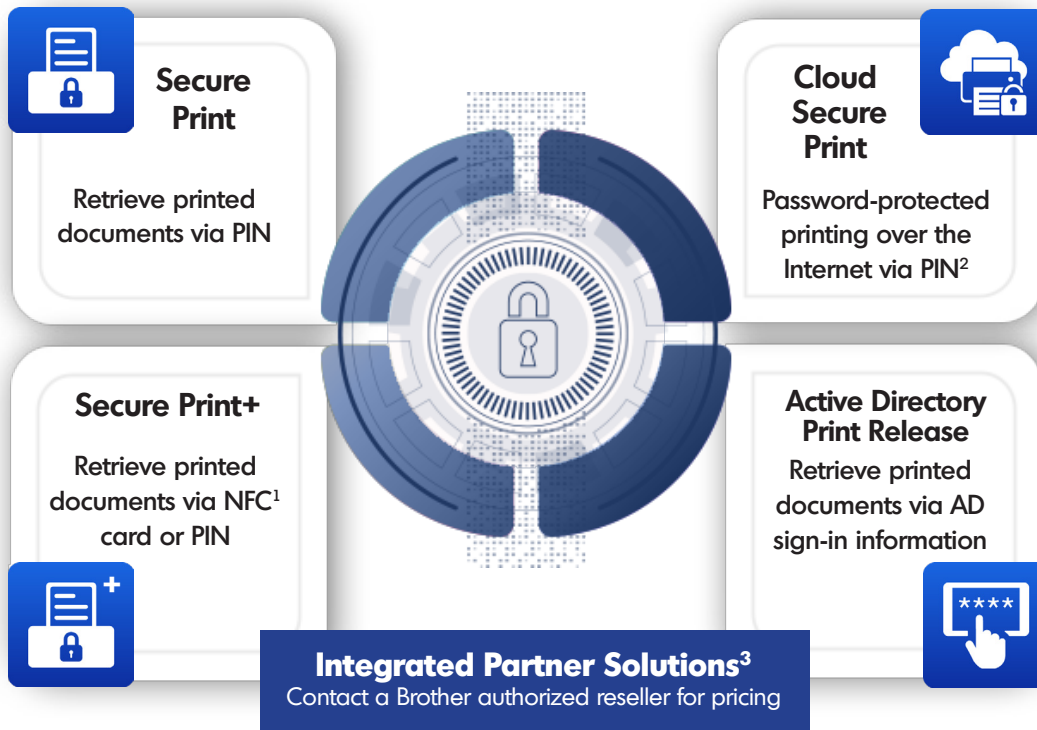 Secure
Print
Retrieve printed
documents via PIN
Cloud
Secure
Print
Password-protected
printing over the
Internet via PIN²
Secure Print+
Retrieve printed
documents via NFC¹
card or PIN
+
Active Directory
Print Release
Retrieve printed
documents via AD
sign-in information
****
Integrated Partner Solutions³
Contact a Brother authorized reseller for pricing